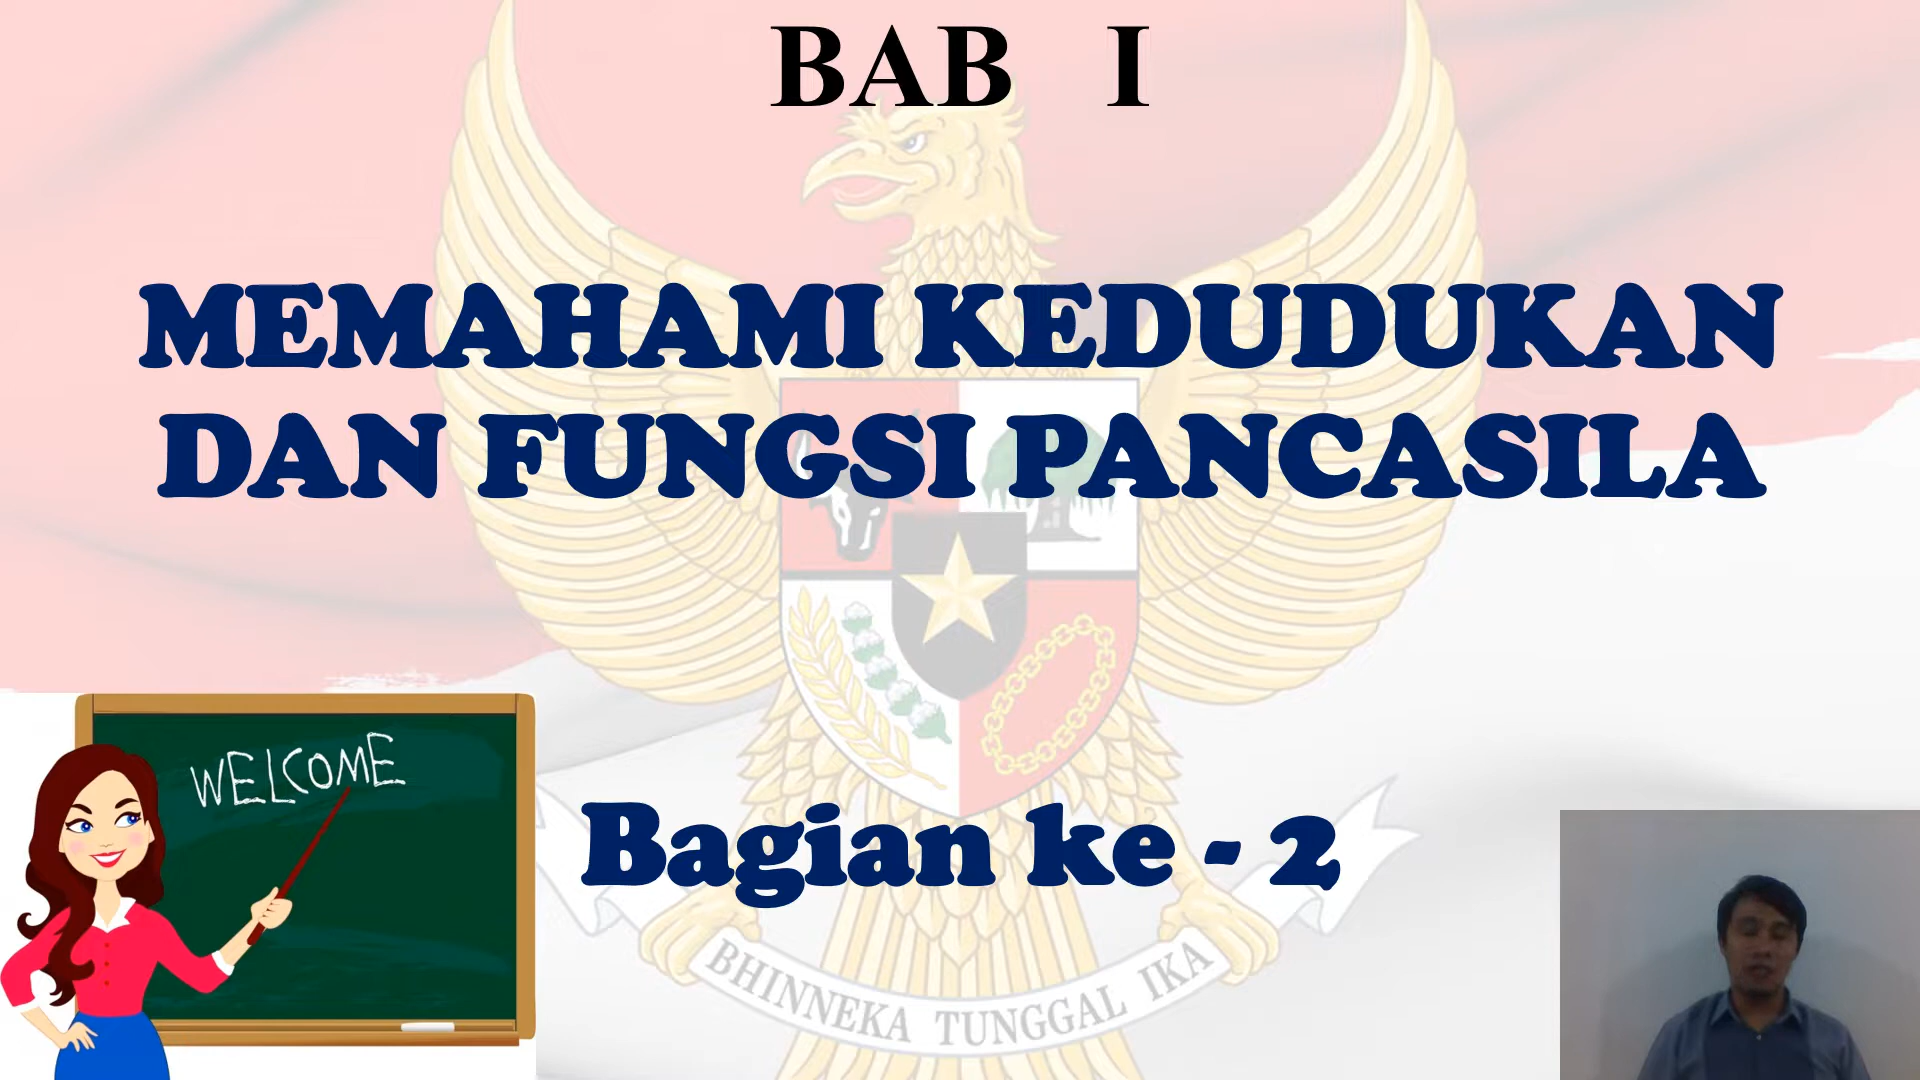 BAB I
MEMAHAMI KEDUDUKAN
DAN FUNGSI PANCASILA
WELCOME
Bagian ke - 2
BHINNEKA TUNGGAL IKA